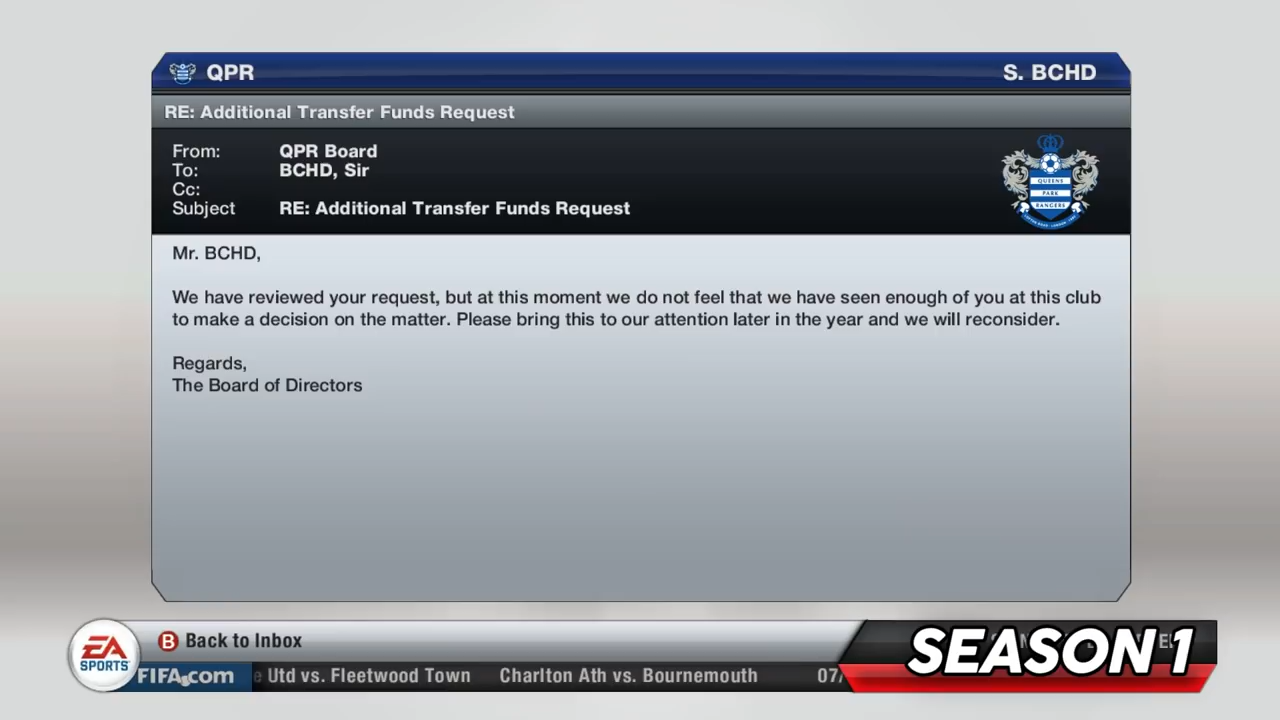 QPR
S. BCHD
RE: Additional Transfer Funds Request
From: QPR Board
To: BCHD, Sir
Cc:
Subject RE: Additional Transfer Funds Request
QUEENS
PARK
RANGERS
Mr. BCHD,
We have reviewed your request, but at this moment we do not feel that we have seen enough of you at this club
to make a decision on the matter. Please bring this to our attention later in the year and we will reconsider.
Regards,
The Board of Directors
EA
SPORTS
B Back to Inbox
SEASON 1
FIFA.com
e Utd vs. Fleetwood Town Charlton Ath vs. Bournemouth 07/